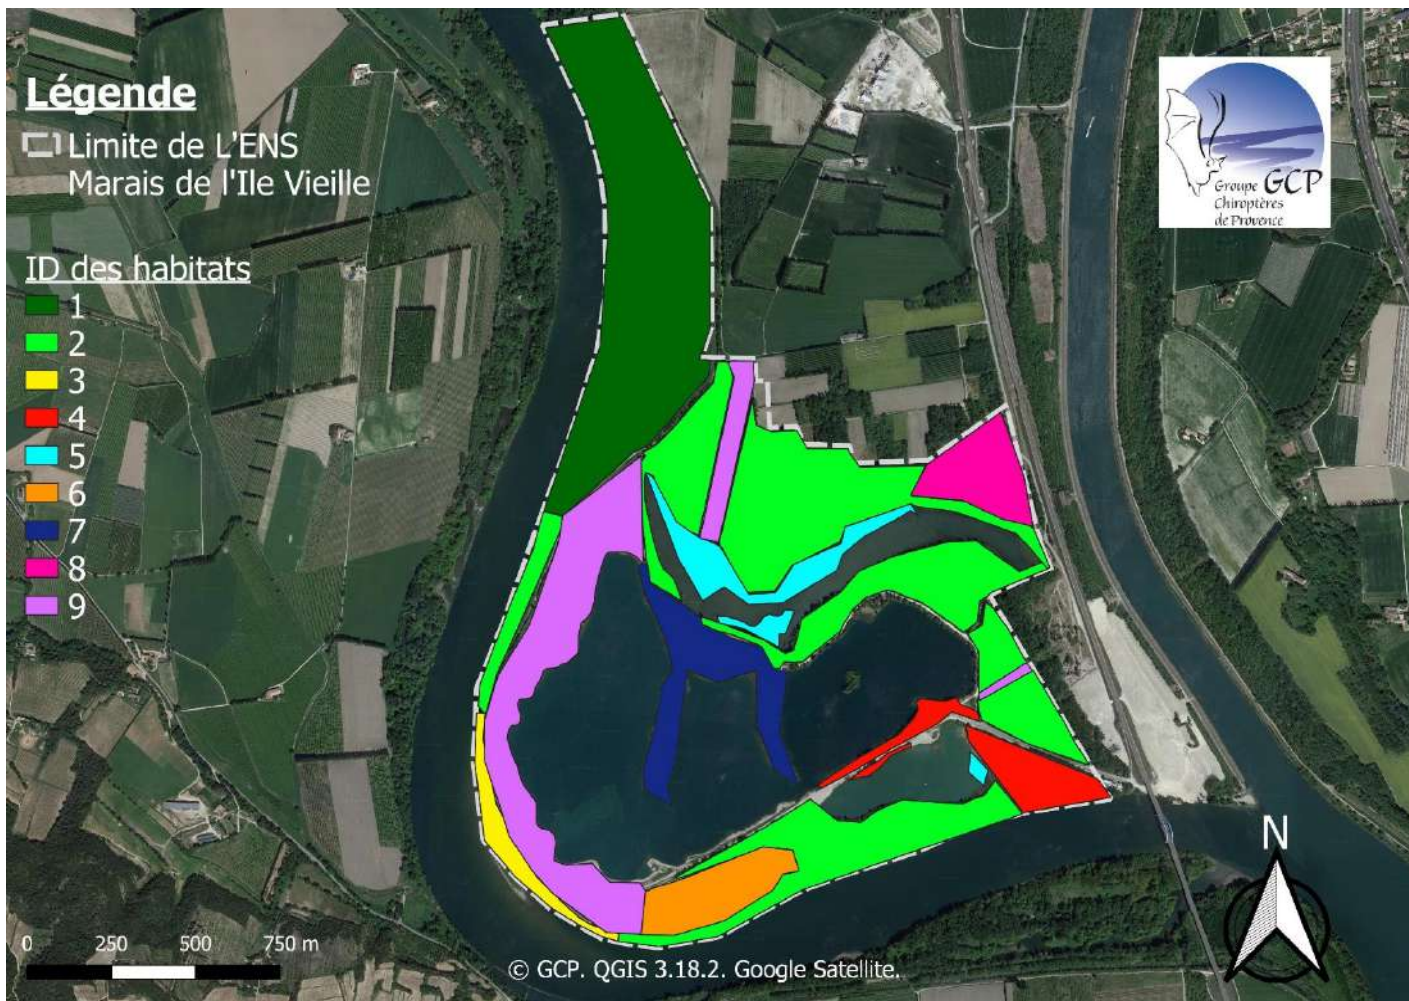 Légende
Limite de L'ENS
Marais de l'Ile Vieille
ID des habitats
1
2
3
4
5
6
7
8
9
Groupe GCP
Chiroptères
de Provence
N
0 250 500 750 m
© GCP. QGIS 3.18.2. Google Satellite.